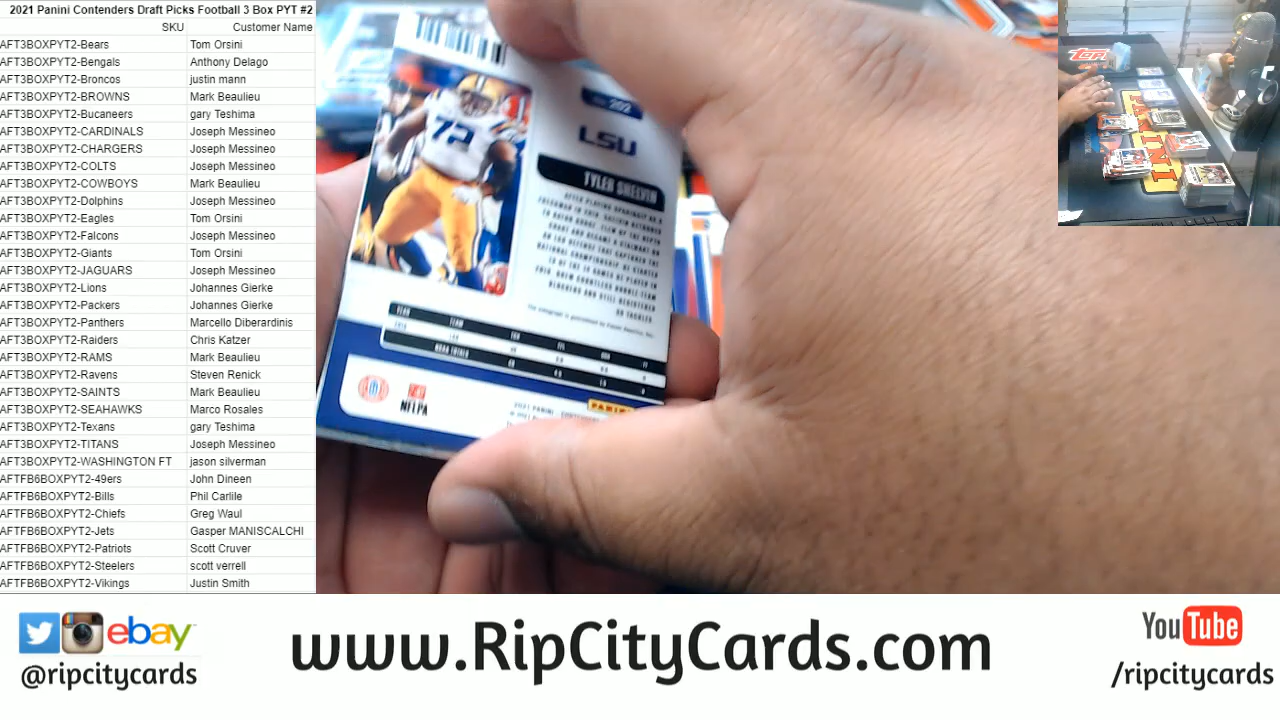 2021 Panini Contenders Draft Picks Football 3 Box PYT #2
SKU Customer Name
AFT3BOXPYT2-Bears Tom Orsini
AFT3BOXPYT2-Bengals Anthony Delago
AFT3BOXPYT2-Broncos justin mann
AFT3BOXPYT2-BROWNS Mark Beaulieu
AFT3BOXPYT2-Bucaneers gary Teshima
AFT3BOXPYT2-CARDINALS Joseph Messineo
AFT3BOXPYT2-CHARGERS Joseph Messineo
AFT3BOXPYT2-COLTS Joseph Messineo
AFT3BOXPYT2-COWBOYS Mark Beaulieu
AFT3BOXPYT2-Dolphins Joseph Messineo
AFT3BOXPYT2-Eagles Tom Orsini
AFT3BOXPYT2-Falcons Joseph Messineo
AFT3BOXPYT2-Giants Tom Orsini
AFT3BOXPYT2-JAGUARS Joseph Messineo
AFT3BOXPYT2-Lions Johannes Gierke
AFT3BOXPYT2-Packers Johannes Gierke
AFT3BOXPYT2-Panthers Marcello Diberardinis
AFT3BOXPYT2-Raiders Chris Katzer
AFT3BOXPYT2-RAMS Mark Beaulieu
AFT3BOXPYT2-Ravens Steven Renick
AFT3BOXPYT2-SAINTS Mark Beaulieu
AFT3BOXPYT2-SEAHAWKS Marco Rosales
AFT3BOXPYT2-Texans gary Teshima
AFT3BOXPYT2-TITANS Joseph Messineo
AFT3BOXPYT2-WASHINGTON FT jason silverman
AFTFB6BOXPYT2-49ers John Dineen
AFTFB6BOXPYT2-Bills Phil Carlile
AFTFB6BOXPYT2-Chiefs Greg Waul
AFTFB6BOXPYT2-Jets Gasper MANISCALCHI
AFTFB6BOXPYT2-Patriots Scott Cruver
AFTFB6BOXPYT2-Steelers scott verrell
AFTFB6BOXPYT2-Vikings Justin Smith
202
LSU
TYLER SHELVIN
72
NFLPA
PANINI
ebay
@ripcitycards
www.RipCityCards.com
YouTube
/ripcitycards